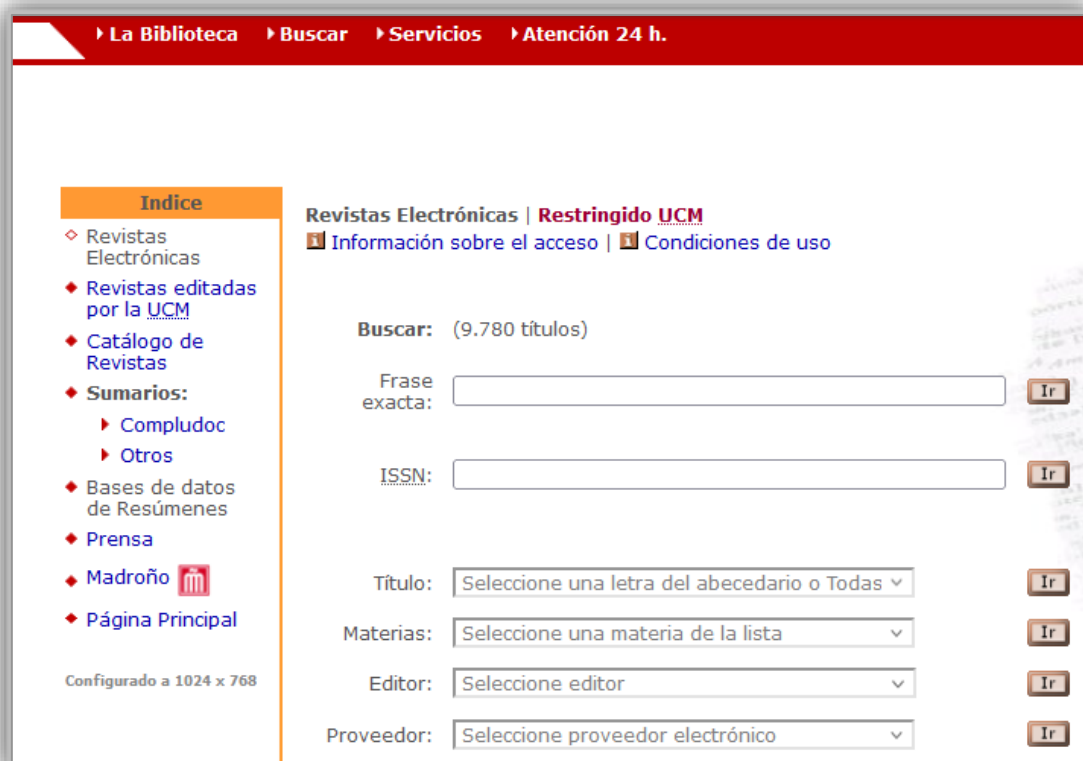 La Biblioteca Buscar Servicios Atención 24 h.
Indice
Revistas
Electrónicas
Revistas editadas
por la UCM
Catálogo de
Revistas
Sumarios:
Compludoc
Otros
Bases de datos
de Resúmenes
Prensa
Madroño
Página Principal
Configurado a 1024 x 768
Revistas Electrónicas | Restringido UCM
Información sobre el acceso | Condiciones de uso
Buscar: (9.780 títulos)
Frase
exacta: Ir
ISSN: Ir
Título: Seleccione una letra del abecedario o Todas Ir
Materias: Seleccione una materia de la lista Ir
Editor: Seleccione editor Ir
Proveedor: Seleccione proveedor electrónico Ir